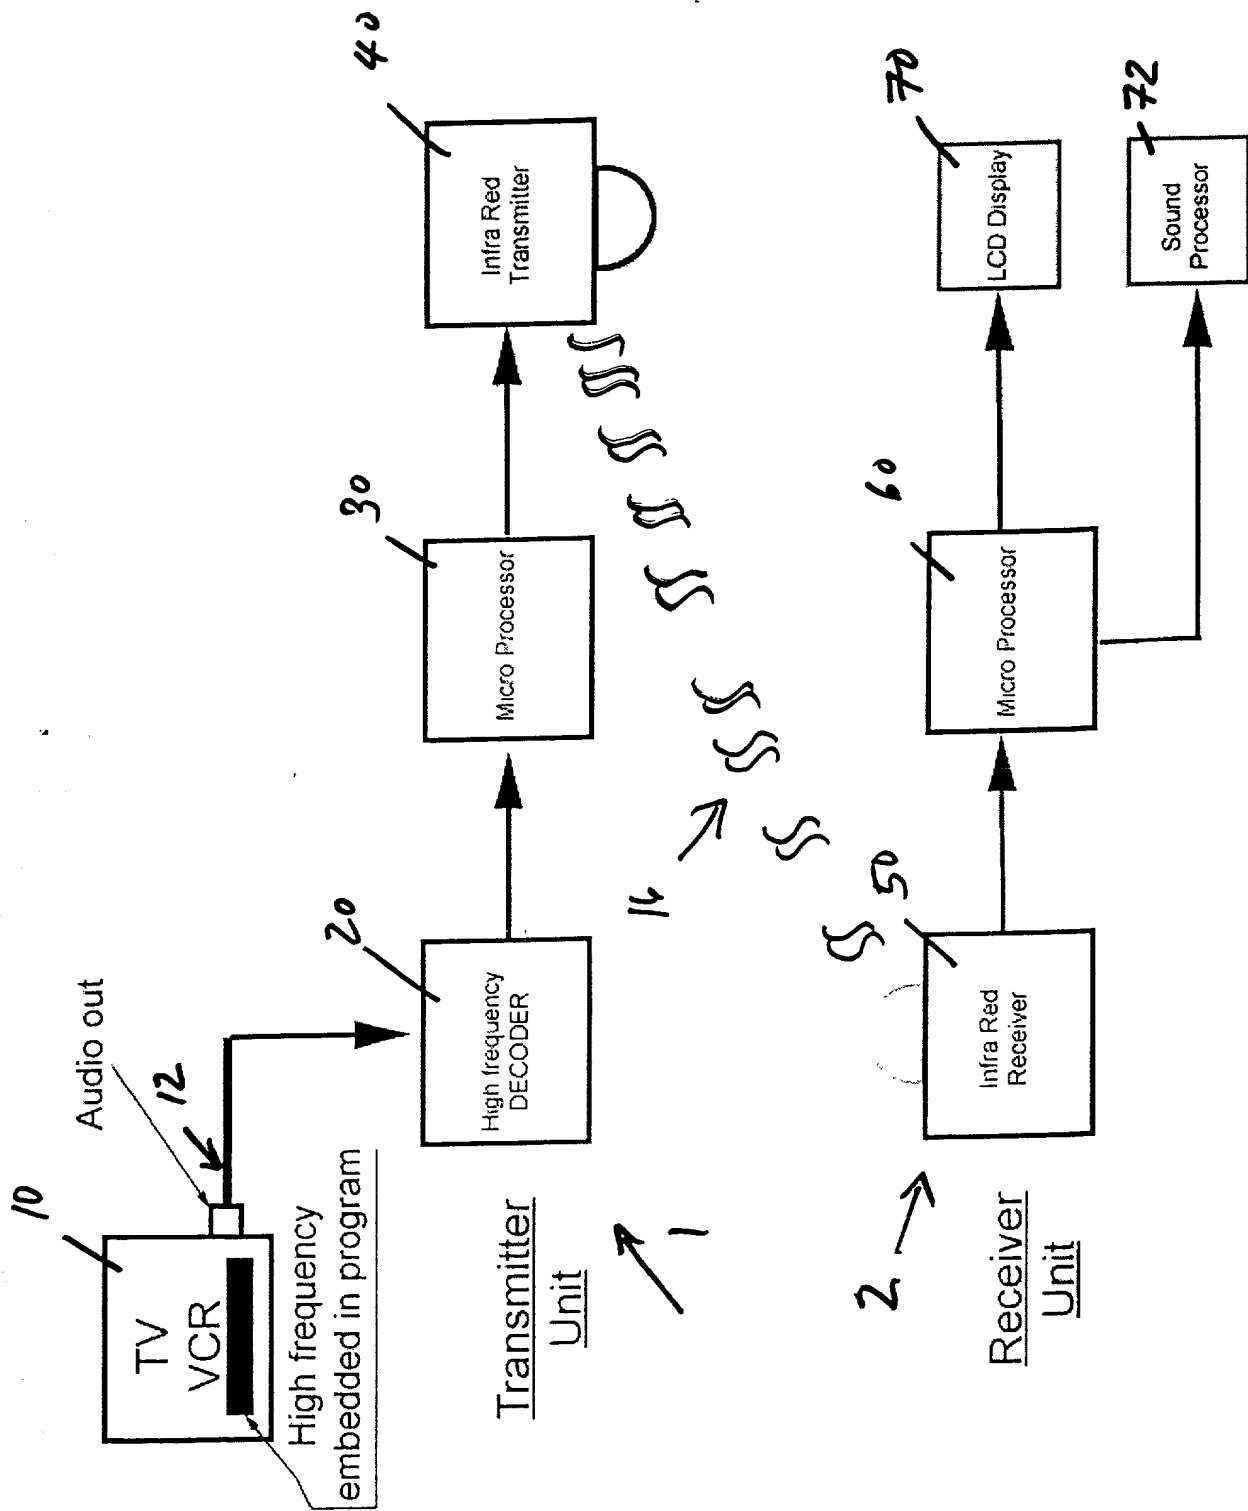 10
TV
VCR
Audio out
12
High frequency
embedded in program
20
High frequency
DECODER
30
Micro Processor
40
Infra Red
Transmitter
Transmitter
Unit
1
16
2
Receiver
Unit
50
Infra Red
Receiver
60
Micro Processor
70
LCD Display
72
Sound
Processor